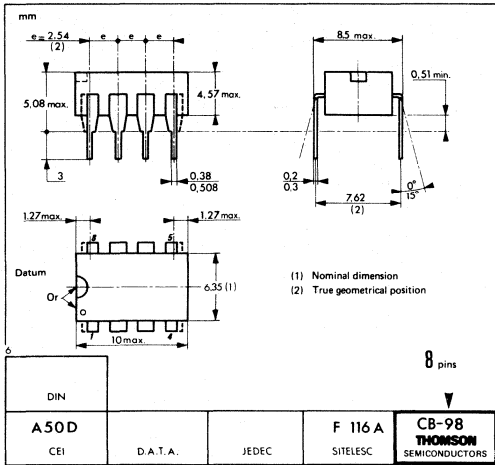 mm
e = 2.54 e e e
(2)
8.5 max.
0,51 min.
5,08 max.
4,57 max.
3
0,38
0,508
0,2
0.3
7,62
(2)
0°
15°
1.27 max.
1.27 max.
8 5
Datum
Or
6,35 (1)
1 4
10 max.
(1) Nominal dimension
(2) True geometrical position
6
8 pins
DIN
A50D
CEI
D.A.T.A.
JEDEC
F 116 A
SITELESC
CB-98
THOMSON
SEMICONDUCTORS